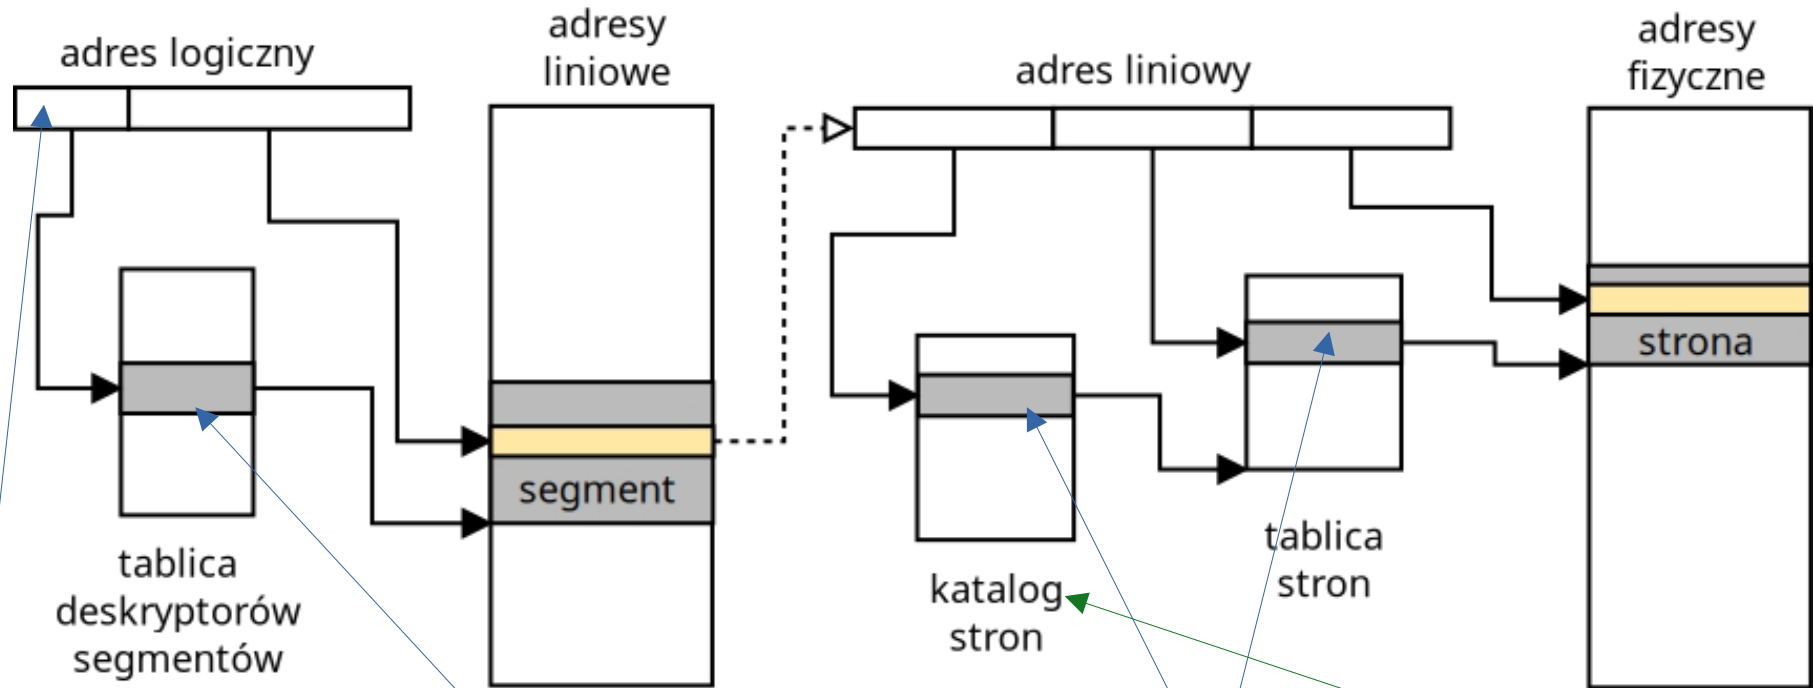 adres logiczny
adresy
liniowe
segment
tablica
deskryptorów
segmentów
adres liniowy
katalog
stron
tablica
stron
adresy
fizyczne
strona